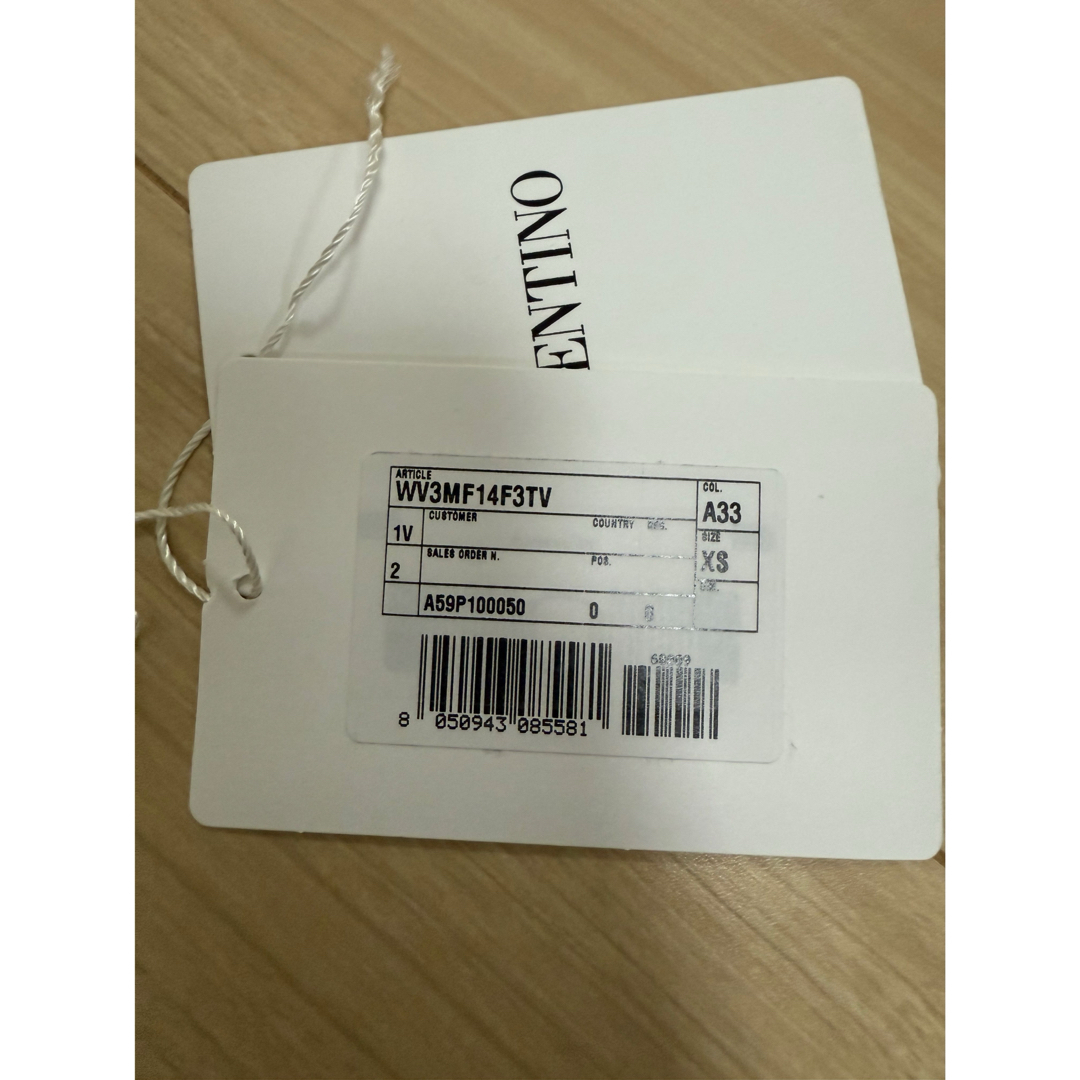 ENTINO
ARTICLE
WV3MF14F3TV
COL.
A33
1V
CUSTOMER
COUNTRY
SIZE
XS
2
SALES ORDER N.
POS.
A59P100050
0
8 050943 085581